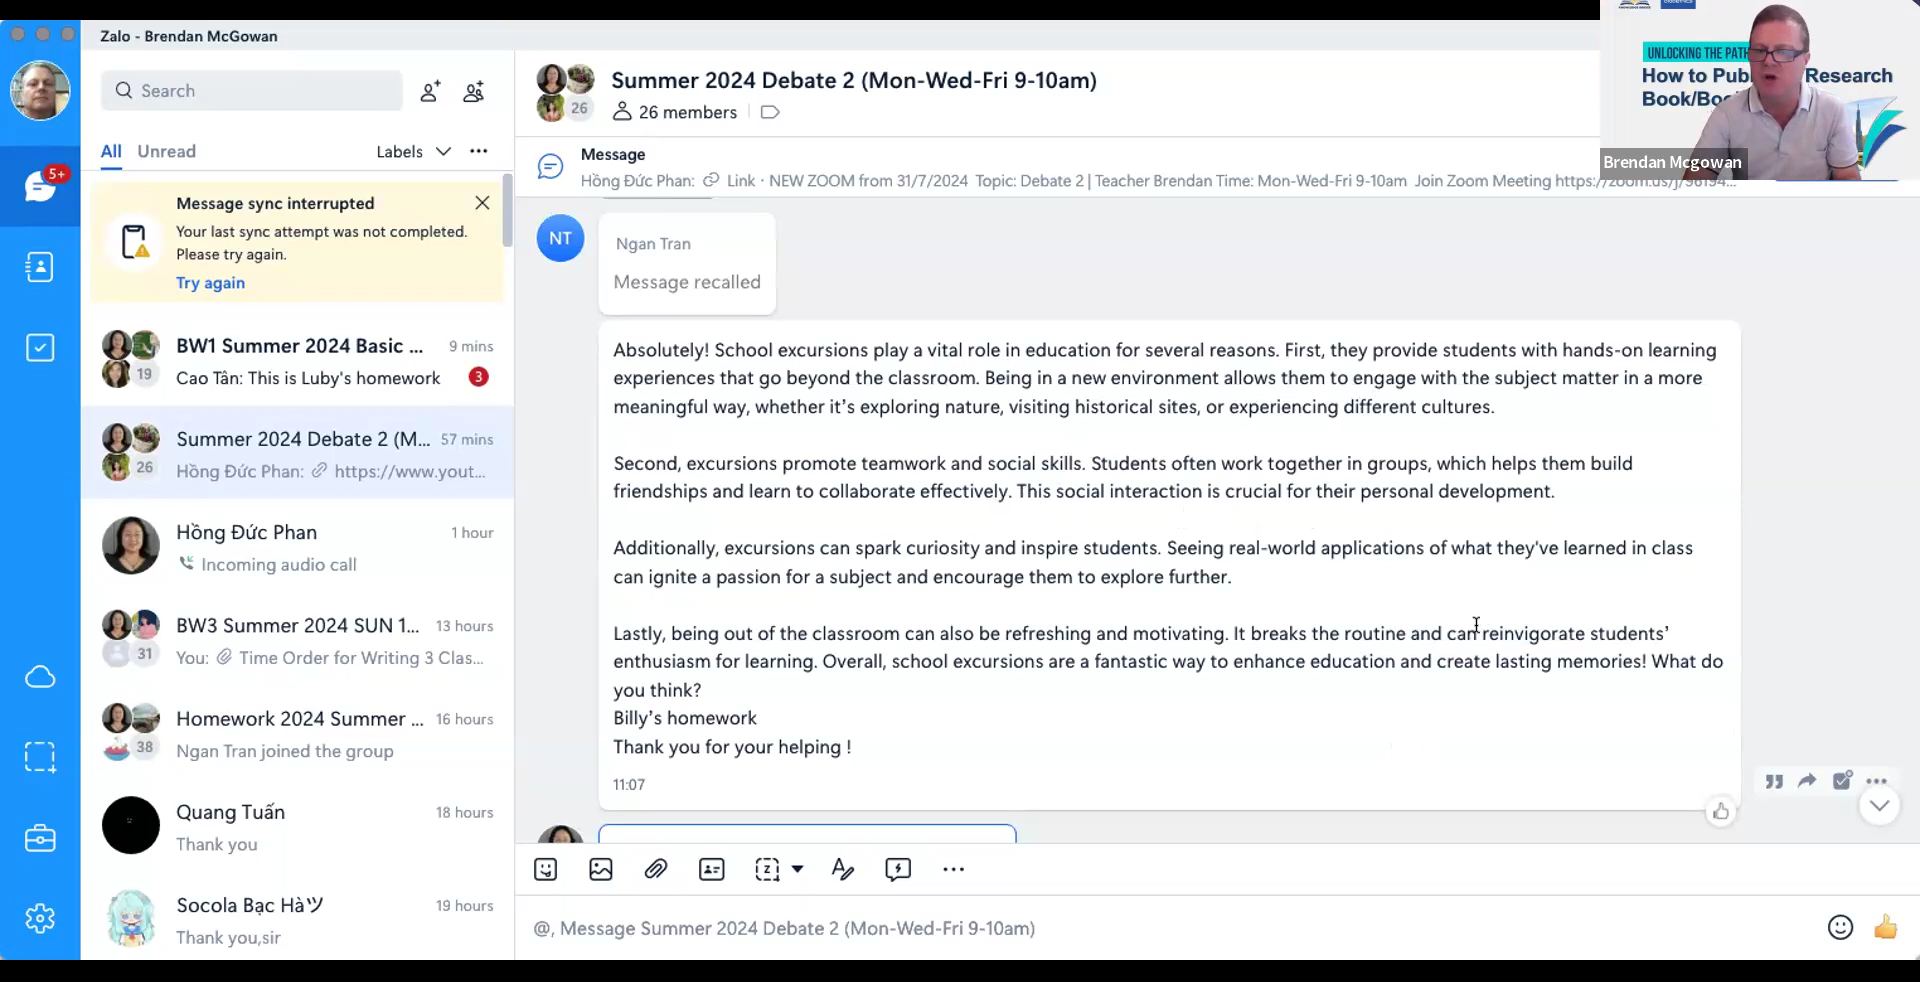 Zalo - Brendan McGowan
Search
All Unread Labels
5+
Message sync interrupted
Your last sync attempt was not completed.
Please try again.
Try again
BW1 Summer 2024 Basic ... 9 mins
19 Cao Tân: This is Luby's homework 3
Summer 2024 Debate 2 (M... 57 mins
26 Hồng Đức Phan: https://www.yout...
Hồng Đức Phan 1 hour
Incoming audio call
BW3 Summer 2024 SUN 1... 13 hours
31 You: Time Order for Writing 3 Clas...
Homework 2024 Summer ... 16 hours
38 Ngan Tran joined the group
Quang Tuấn 18 hours
Thank you
Socola Bạc Hàツ 19 hours
Thank you,sir
Summer 2024 Debate 2 (Mon-Wed-Fri 9-10am)
26 26 members
Message
Hồng Đức Phan: Link · NEW ZOOM from 31/7/2024 Topic: Debate 2 | Teacher Brendan Time: Mon-Wed-Fri 9-10am Join Zoom Meeting https://zoom.us/j/96194...
NT
Ngan Tran
Message recalled
Absolutely! School excursions play a vital role in education for several reasons. First, they provide students with hands-on learning
experiences that go beyond the classroom. Being in a new environment allows them to engage with the subject matter in a more
meaningful way, whether it's exploring nature, visiting historical sites, or experiencing different cultures.
Second, excursions promote teamwork and social skills. Students often work together in groups, which helps them build
friendships and learn to collaborate effectively. This social interaction is crucial for their personal development.
Additionally, excursions can spark curiosity and inspire students. Seeing real-world applications of what they've learned in class
can ignite a passion for a subject and encourage them to explore further.
Lastly, being out of the classroom can also be refreshing and motivating. It breaks the routine and can reinvigorate students'
enthusiasm for learning. Overall, school excursions are a fantastic way to enhance education and create lasting memories! What do
you think?
Billy's homework
Thank you for your helping !
11:07
@, Message Summer 2024 Debate 2 (Mon-Wed-Fri 9-10am)
UNLOCKING THE PATH
How to Pub Research
Book/Boo
Brendan Mcgowan